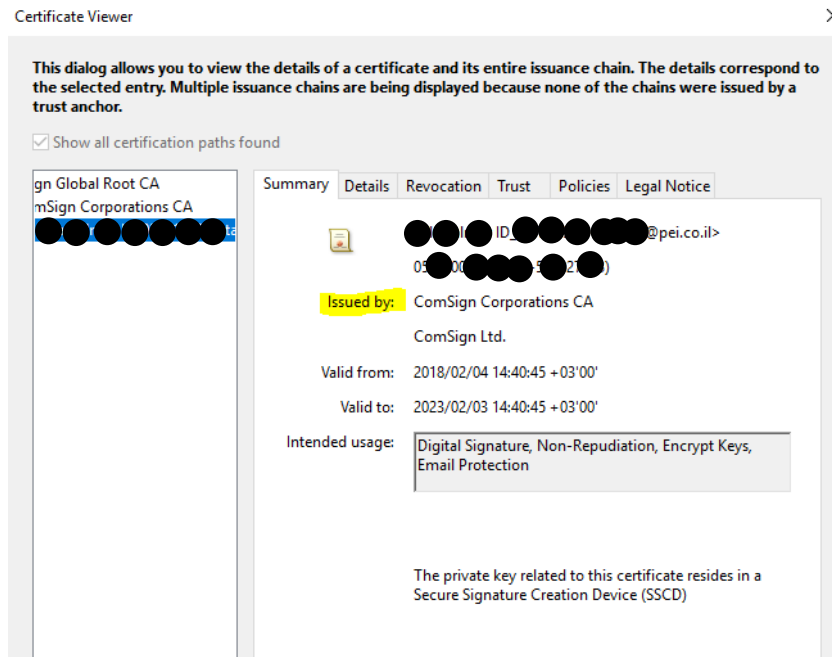 Certificate Viewer
This dialog allows you to view the details of a certificate and its entire issuance chain. The details correspond to
the selected entry. Multiple issuance chains are being displayed because none of the chains were issued by a
trust anchor.
Show all certification paths found
gn Global Root CA
mSign Corporations CA
Summary Details Revocation Trust Policies Legal Notice
ID_ @pei.co.il>
Issued by: ComSign Corporations CA
ComSign Ltd.
Valid from: 2018/02/04 14:40:45 +03'00'
Valid to: 2023/02/03 14:40:45 +03'00'
Intended usage: Digital Signature, Non-Repudiation, Encrypt Keys,
Email Protection
The private key related to this certificate resides in a
Secure Signature Creation Device (SSCD)